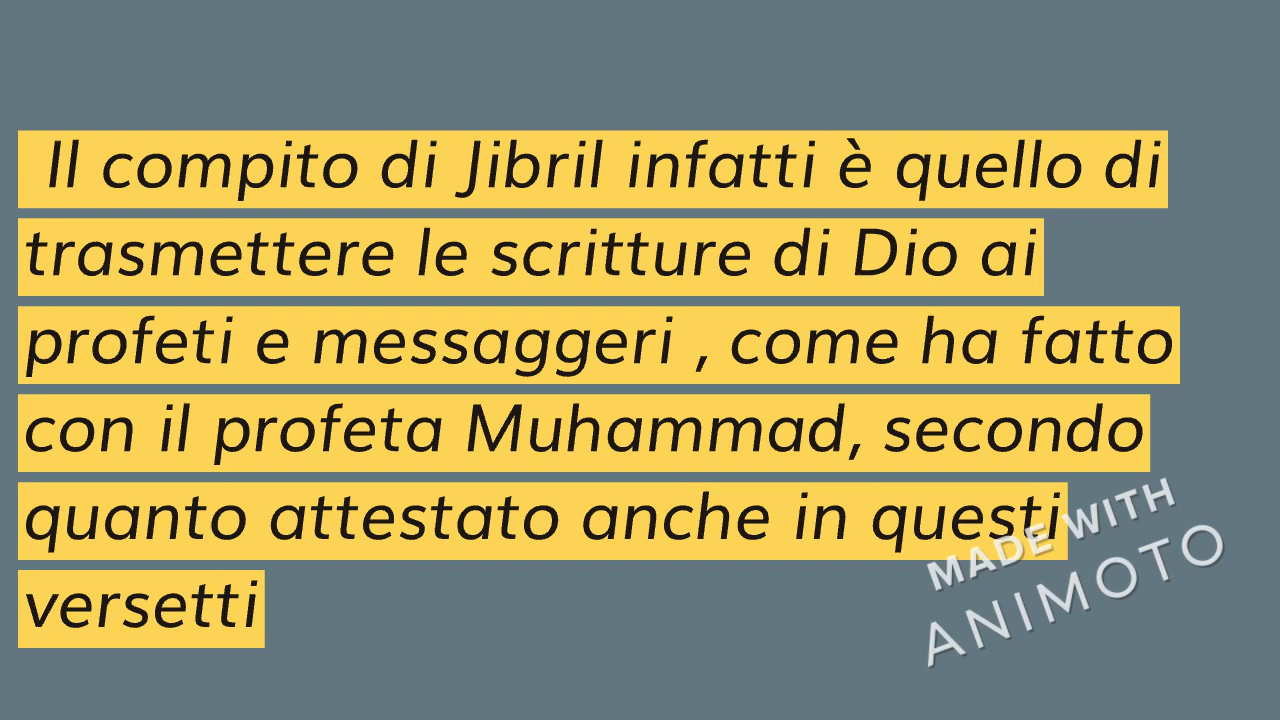 Il compito di Jibril infatti è quello di
trasmettere le scritture di Dio ai
profeti e messaggeri , come ha fatto
con il profeta Muhammad, secondo
quanto attestato anche in questi
versetti
MADE WITH
ANIMOTO